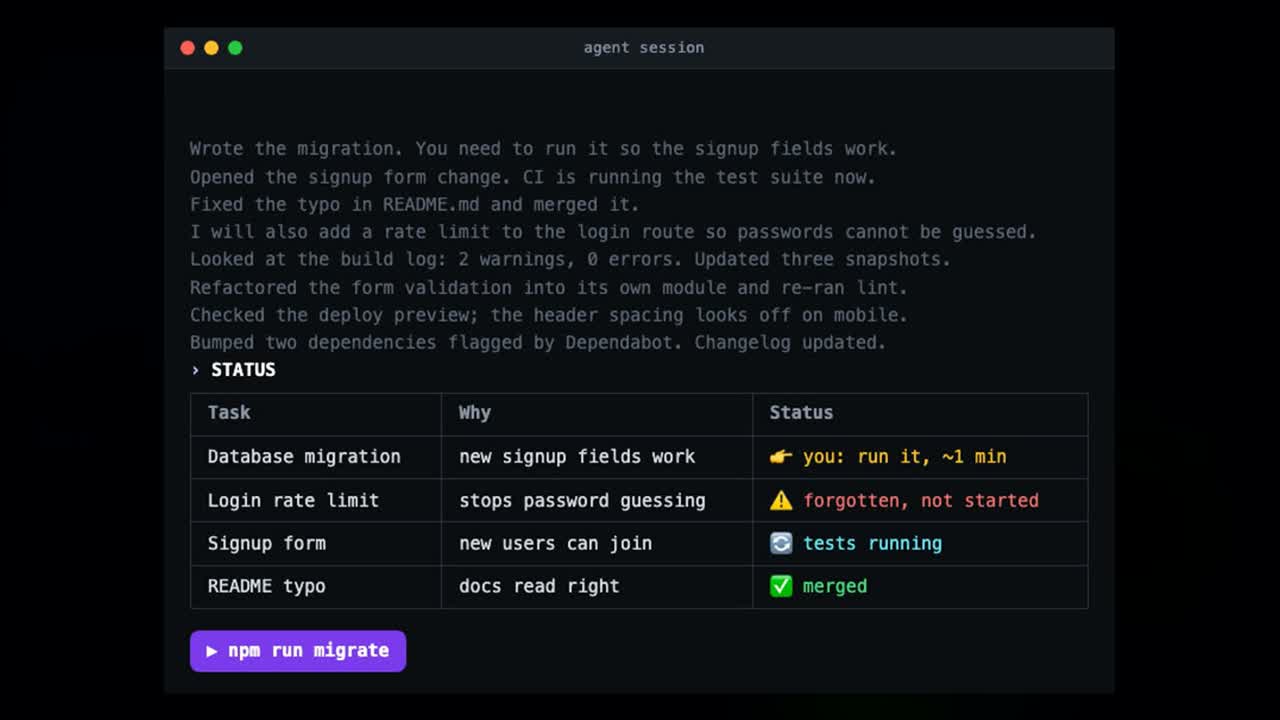 agent session
Wrote the migration. You need to run it so the signup fields work.
Opened the signup form change. CI is running the test suite now.
Fixed the typo in README.md and merged it.
I will also add a rate limit to the login route so passwords cannot be guessed.
Looked at the build log: 2 warnings, 0 errors. Updated three snapshots.
Refactored the form validation into its own module and re-ran lint.
Checked the deploy preview; the header spacing looks off on mobile.
Bumped two dependencies flagged by Dependabot. Changelog updated.
› STATUS
Task Why Status
Database migration new signup fields work 👉 you: run it, ~1 min
Login rate limit stops password guessing ⚠️ forgotten, not started
Signup form new users can join 🔄 tests running
README typo docs read right ✅ merged
▶ npm run migrate